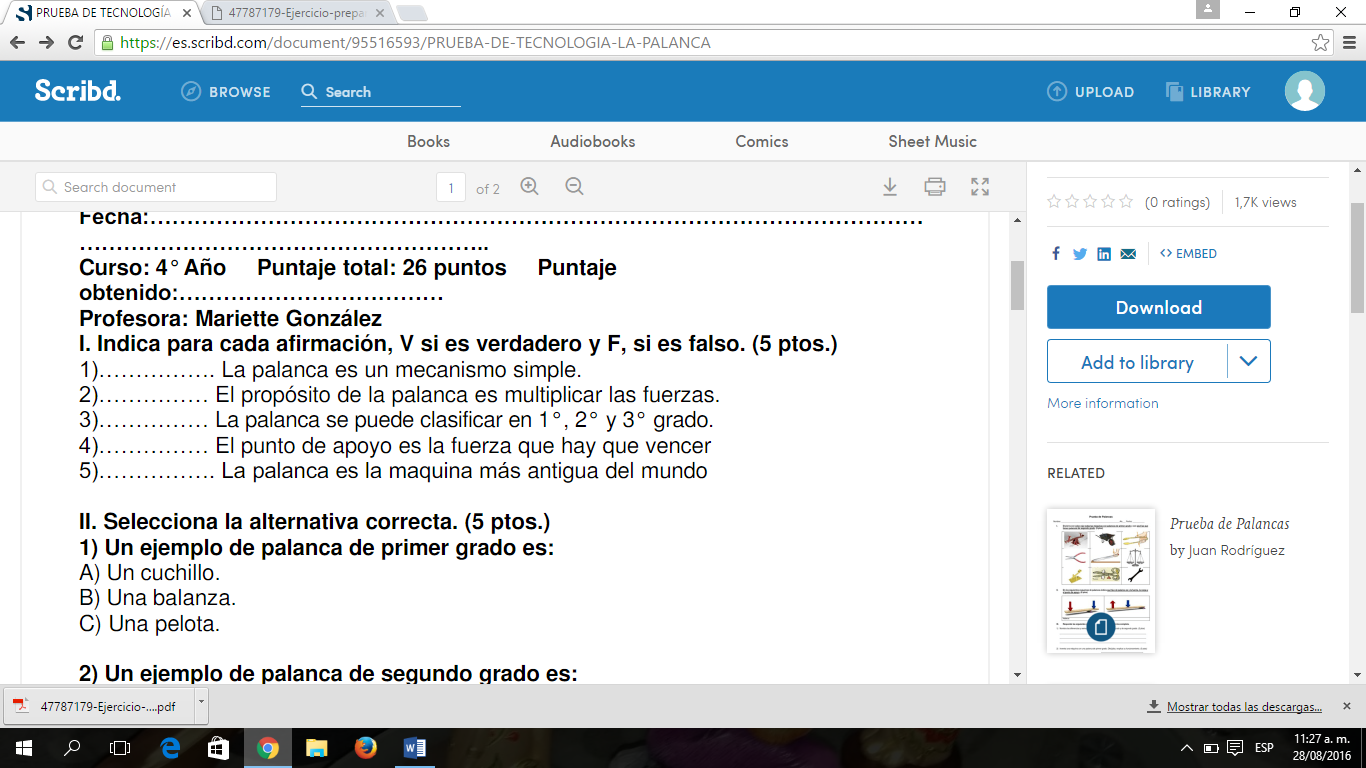 PRUEBA DE TECNOLOGÍA
47787179-Ejercicio-prepa
https://es.scribd.com/document/95516593/PRUEBA-DE-TECNOLOGIA-LA-PALANCA
Scribd.
BROWSE
Search
UPLOAD
LIBRARY
Books
Audiobooks
Comics
Sheet Music
Search document
1 of 2
(0 ratings)
1,7K views
EMBED
Download
Add to library
More information
RELATED
Prueba de Palancas
by Juan Rodríguez
Fecha:……………………………………………………………………………………………
………………………………………………..
Curso: 4° Año Puntaje total: 26 puntos Puntaje
obtenido:………………………………
Profesora: Mariette González
I. Indica para cada afirmación, V si es verdadero y F, si es falso. (5 ptos.)
1)……………. La palanca es un mecanismo simple.
2)…………… El propósito de la palanca es multiplicar las fuerzas.
3)…………… La palanca se puede clasificar en 1°, 2° y 3° grado.
4)…………… El punto de apoyo es la fuerza que hay que vencer
5)……………. La palanca es la maquina más antigua del mundo
II. Selecciona la alternativa correcta. (5 ptos.)
1) Un ejemplo de palanca de primer grado es:
A) Un cuchillo.
B) Una balanza.
C) Una pelota.
2) Un ejemplo de palanca de segundo grado es:
47787179-Ejercicio-....pdf
Mostrar todas las descargas...
ESP
11:27 a. m.
28/08/2016